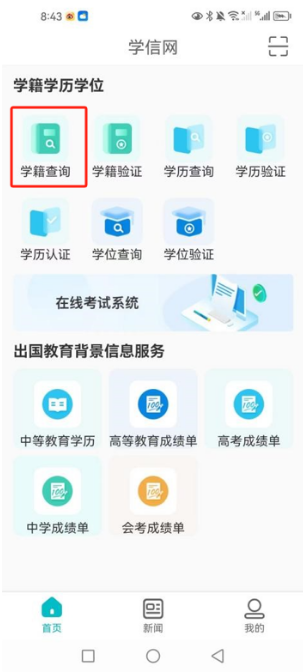 8:43
学信网
学籍学历学位
学籍查询 学籍验证 学历查询 学历验证
学历认证 学位查询 学位验证
在线考试系统
出国教育背景信息服务
中等教育学历 高等教育成绩单 高考成绩单
中学成绩单 会考成绩单
首页 新闻 我的